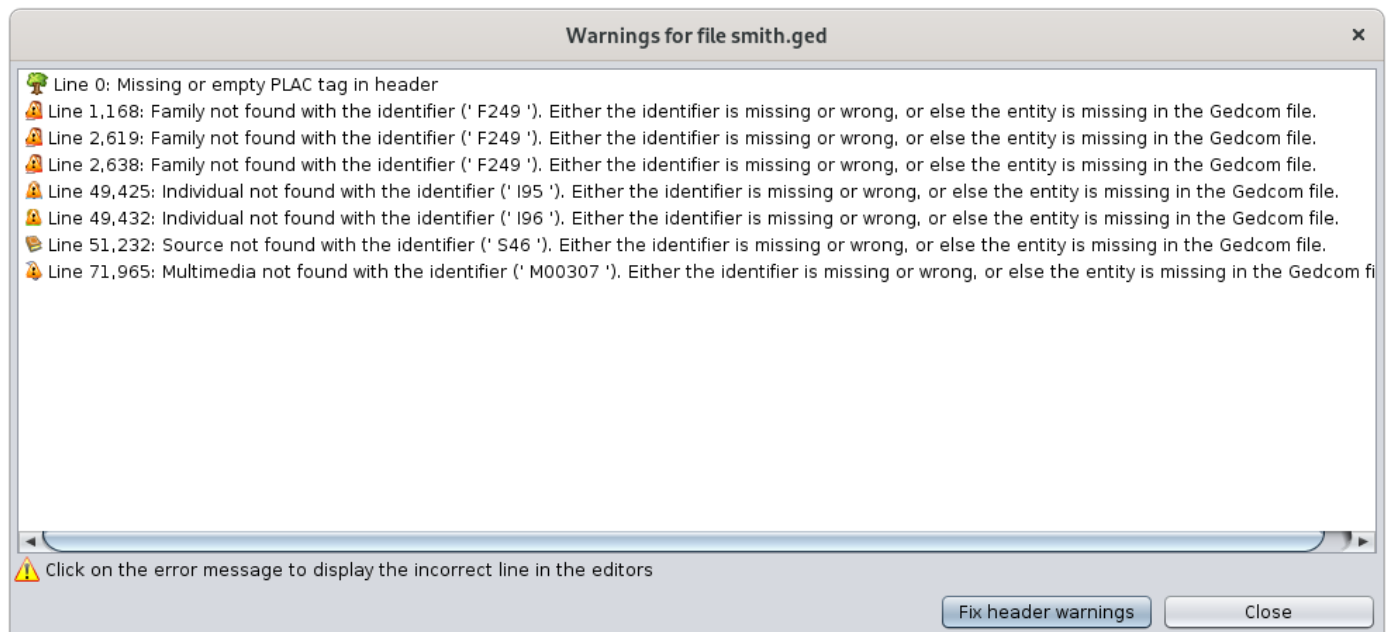 Warnings for file smith.ged
Line 0: Missing or empty PLAC tag in header
Line 1,168: Family not found with the identifier (' F249 '). Either the identifier is missing or wrong, or else the entity is missing in the Gedcom file.
Line 2,619: Family not found with the identifier (' F249 '). Either the identifier is missing or wrong, or else the entity is missing in the Gedcom file.
Line 2,638: Family not found with the identifier (' F249 '). Either the identifier is missing or wrong, or else the entity is missing in the Gedcom file.
Line 49,425: Individual not found with the identifier (' I95 '). Either the identifier is missing or wrong, or else the entity is missing in the Gedcom file.
Line 49,432: Individual not found with the identifier (' I96 '). Either the identifier is missing or wrong, or else the entity is missing in the Gedcom file.
Line 51,232: Source not found with the identifier (' S46 '). Either the identifier is missing or wrong, or else the entity is missing in the Gedcom file.
Line 71,965: Multimedia not found with the identifier (' M00307 '). Either the identifier is missing or wrong, or else the entity is missing in the Gedcom fi
Click on the error message to display the incorrect line in the editors
Fix header warnings Close